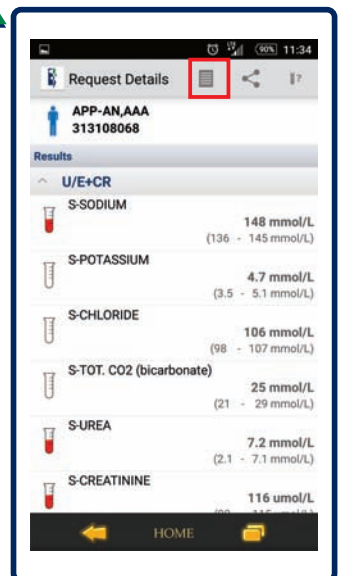 90% 11:34
Request Details
APP-AN,AAA
313108068
Results
U/E+CR
S-SODIUM
148 mmol/L
(136 - 145 mmol/L)
S-POTASSIUM
4.7 mmol/L
(3.5 - 5.1 mmol/L)
S-CHLORIDE
106 mmol/L
(98 - 107 mmol/L)
S-TOT. CO2 (bicarbonate)
25 mmol/L
(21 - 29 mmol/L)
S-UREA
7.2 mmol/L
(2.1 - 7.1 mmol/L)
S-CREATININE
116 umol/L
HOME